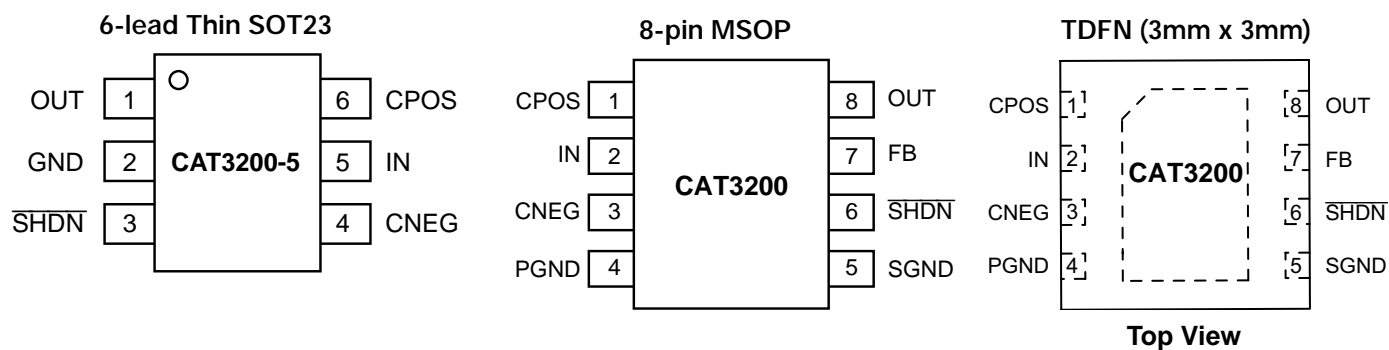 6-lead Thin SOT23
OUT 1 6 CPOS
GND 2 CAT3200-5 5 IN
SHDN 3 4 CNEG
8-pin MSOP
CPOS 1 8 OUT
IN 2 7 FB
CAT3200
CNEG 3 6 SHDN
PGND 4 5 SGND
TDFN (3mm x 3mm)
CPOS 1 8 OUT
IN 2 7 FB
CAT3200
CNEG 3 6 SHDN
PGND 4 5 SGND
Top View